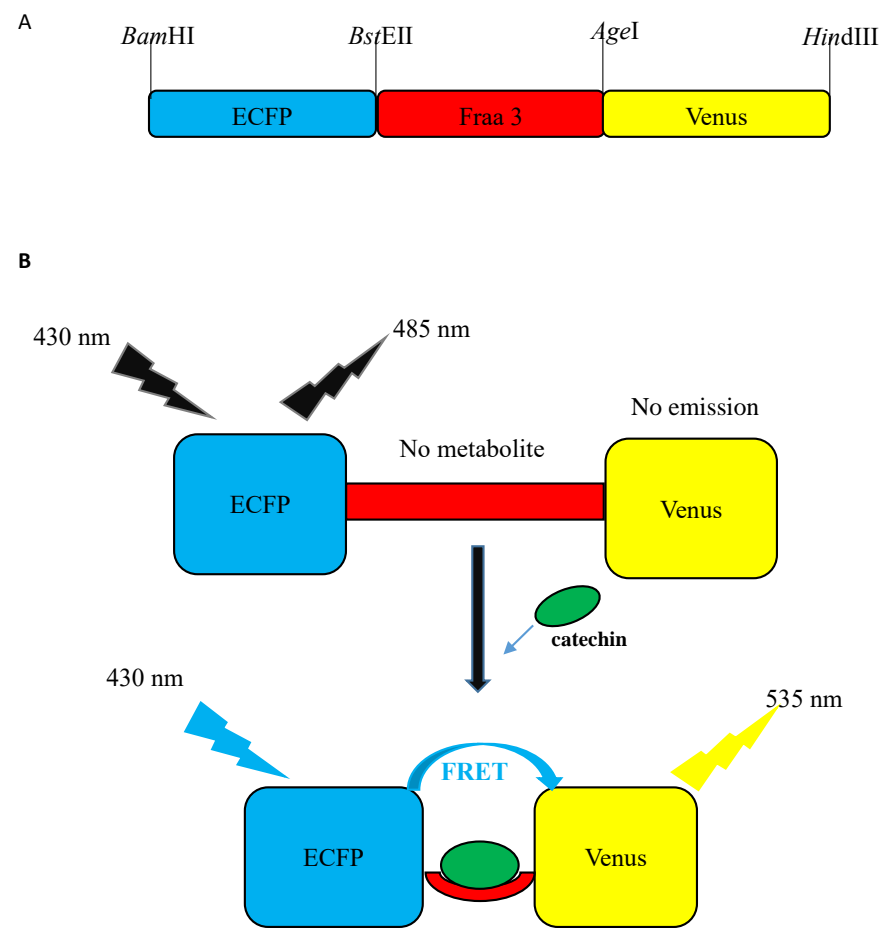 A
BamHI
BstEII
AgeI
HindIII
ECFP
Fraa 3
Venus
B
430 nm
485 nm
No emission
No metabolite
ECFP
Venus
catechin
430 nm
535 nm
FRET
ECFP
Venus